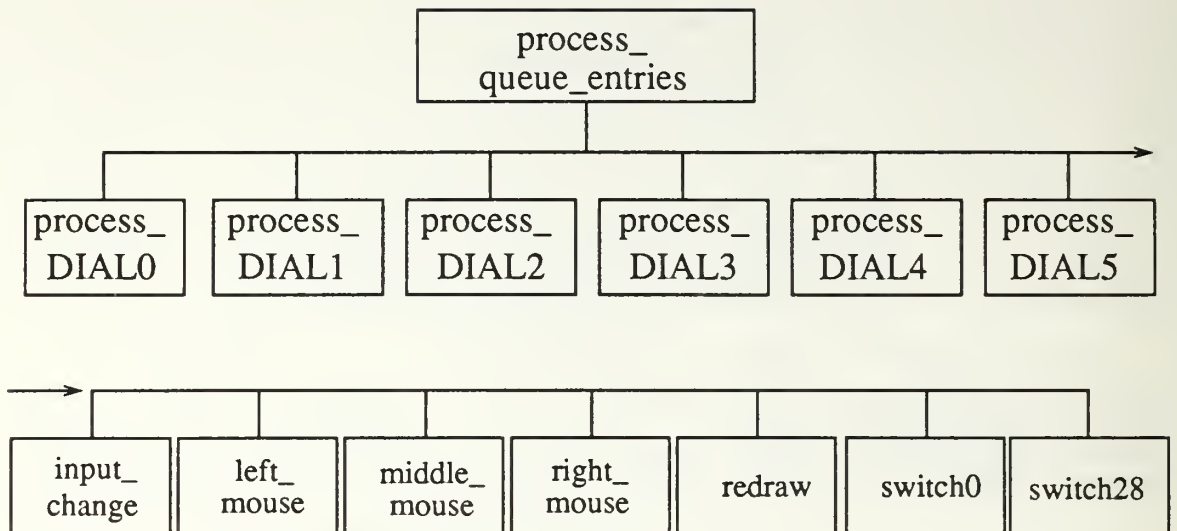 process_
queue_entries
process_
DIAL0
process_
DIAL1
process_
DIAL2
process_
DIAL3
process_
DIAL4
process_
DIAL5
input_
change
left_
mouse
middle_
mouse
right_
mouse
redraw
switch0
switch28